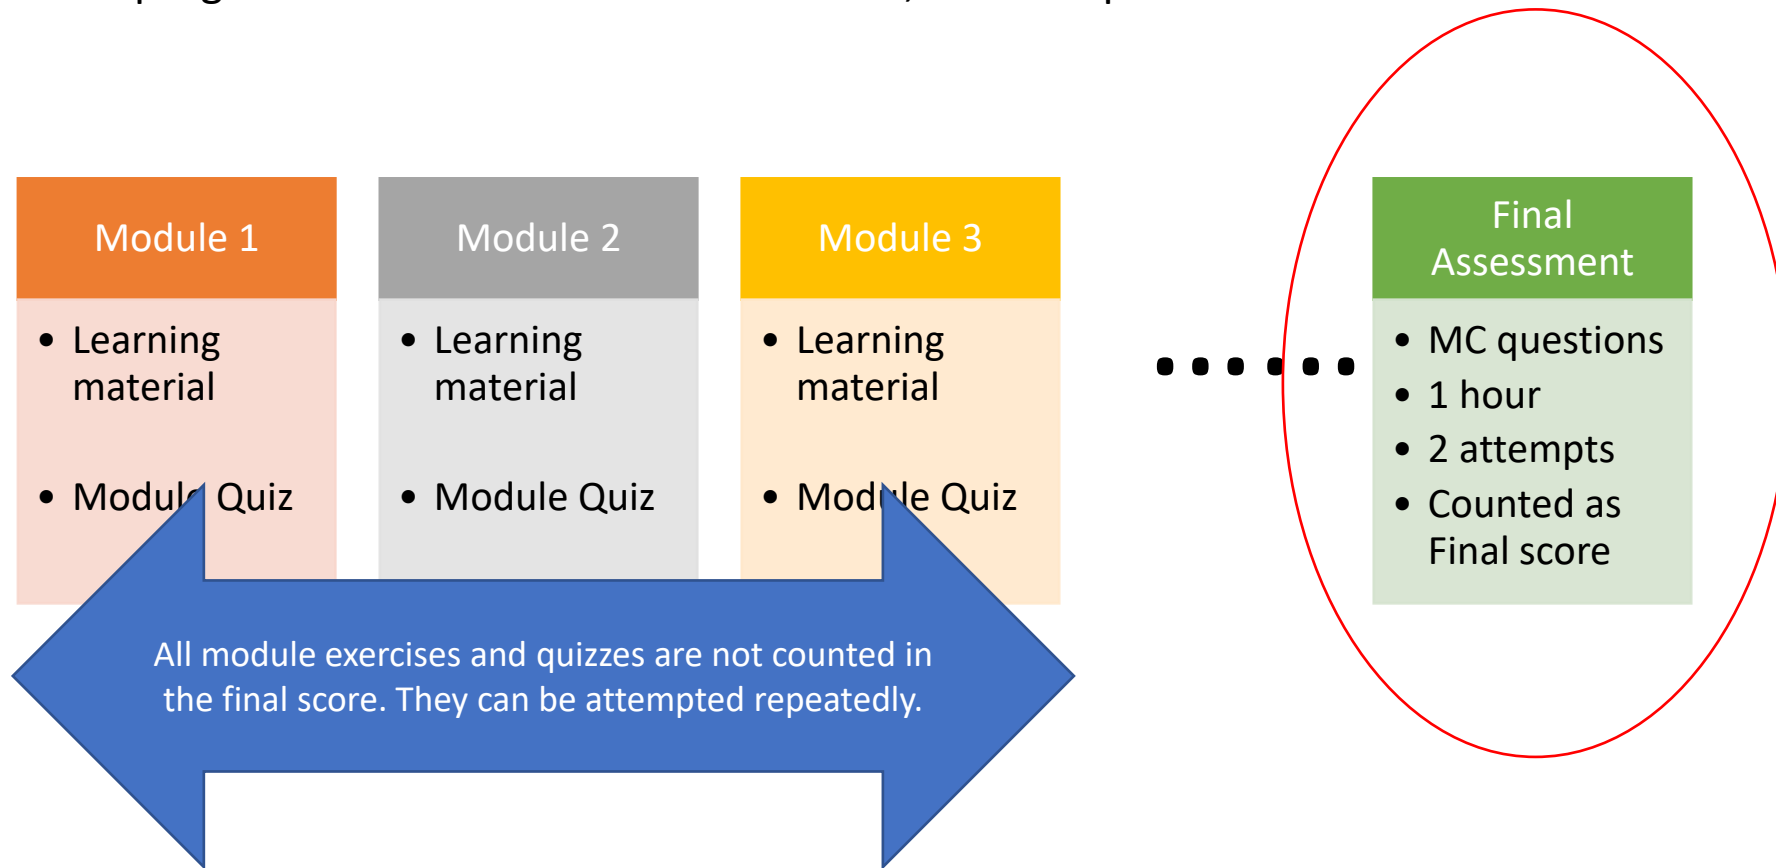 Module 1
• Learning
material
• Module Quiz
Module 2
• Learning
material
• Module Quiz
Module 3
• Learning
material
• Module Quiz
All module exercises and quizzes are not counted in
the final score. They can be attempted repeatedly.
......
Final
Assessment
• MC questions
• 1 hour
• 2 attempts
• Counted as
Final score